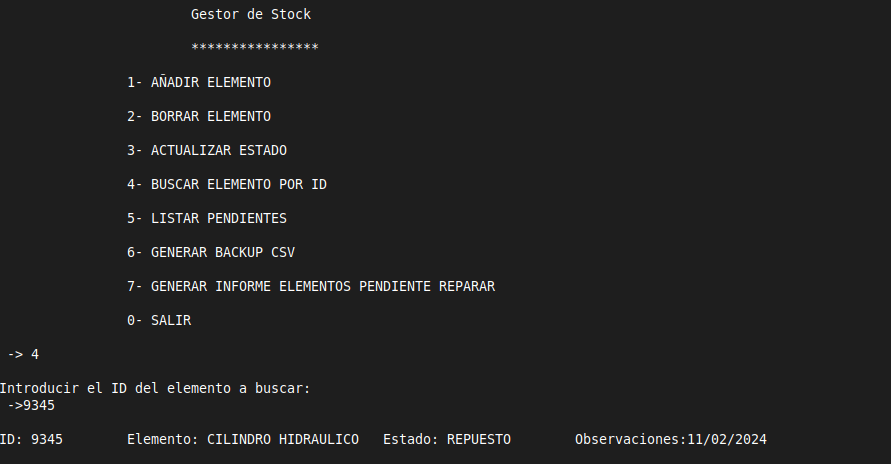 Gestor de Stock
****************
1- AÑADIR ELEMENTO
2- BORRAR ELEMENTO
3- ACTUALIZAR ESTADO
4- BUSCAR ELEMENTO POR ID
5- LISTAR PENDIENTES
6- GENERAR BACKUP CSV
7- GENERAR INFORME ELEMENTOS PENDIENTE REPARAR
0- SALIR
-> 4
Introducir el ID del elemento a buscar:
->9345
ID: 9345 Elemento: CILINDRO HIDRAULICO Estado: REPUESTO Observaciones:11/02/2024